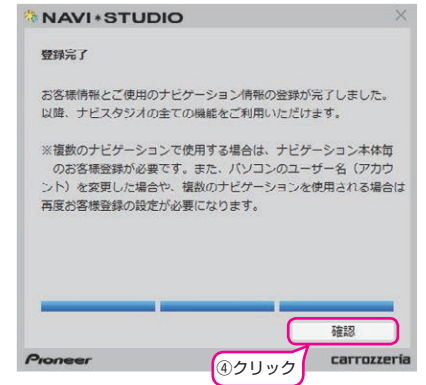 NAVI*STUDIO
登録完了
お客様情報とご使用のナビゲーション情報の登録が完了しました。
以降、ナビスタジオの全ての機能をご利用いただけます。
※複数のナビゲーションで使用する場合は、ナビゲーション本体毎
のお客様登録が必要です。また、パソコンのユーザー名（アカウ
ント）を変更した場合や、複数のナビゲーションを使用される場合は
再度お客様登録の設定が必要になります。
確認
④クリック
Pioneer
carrozzeria